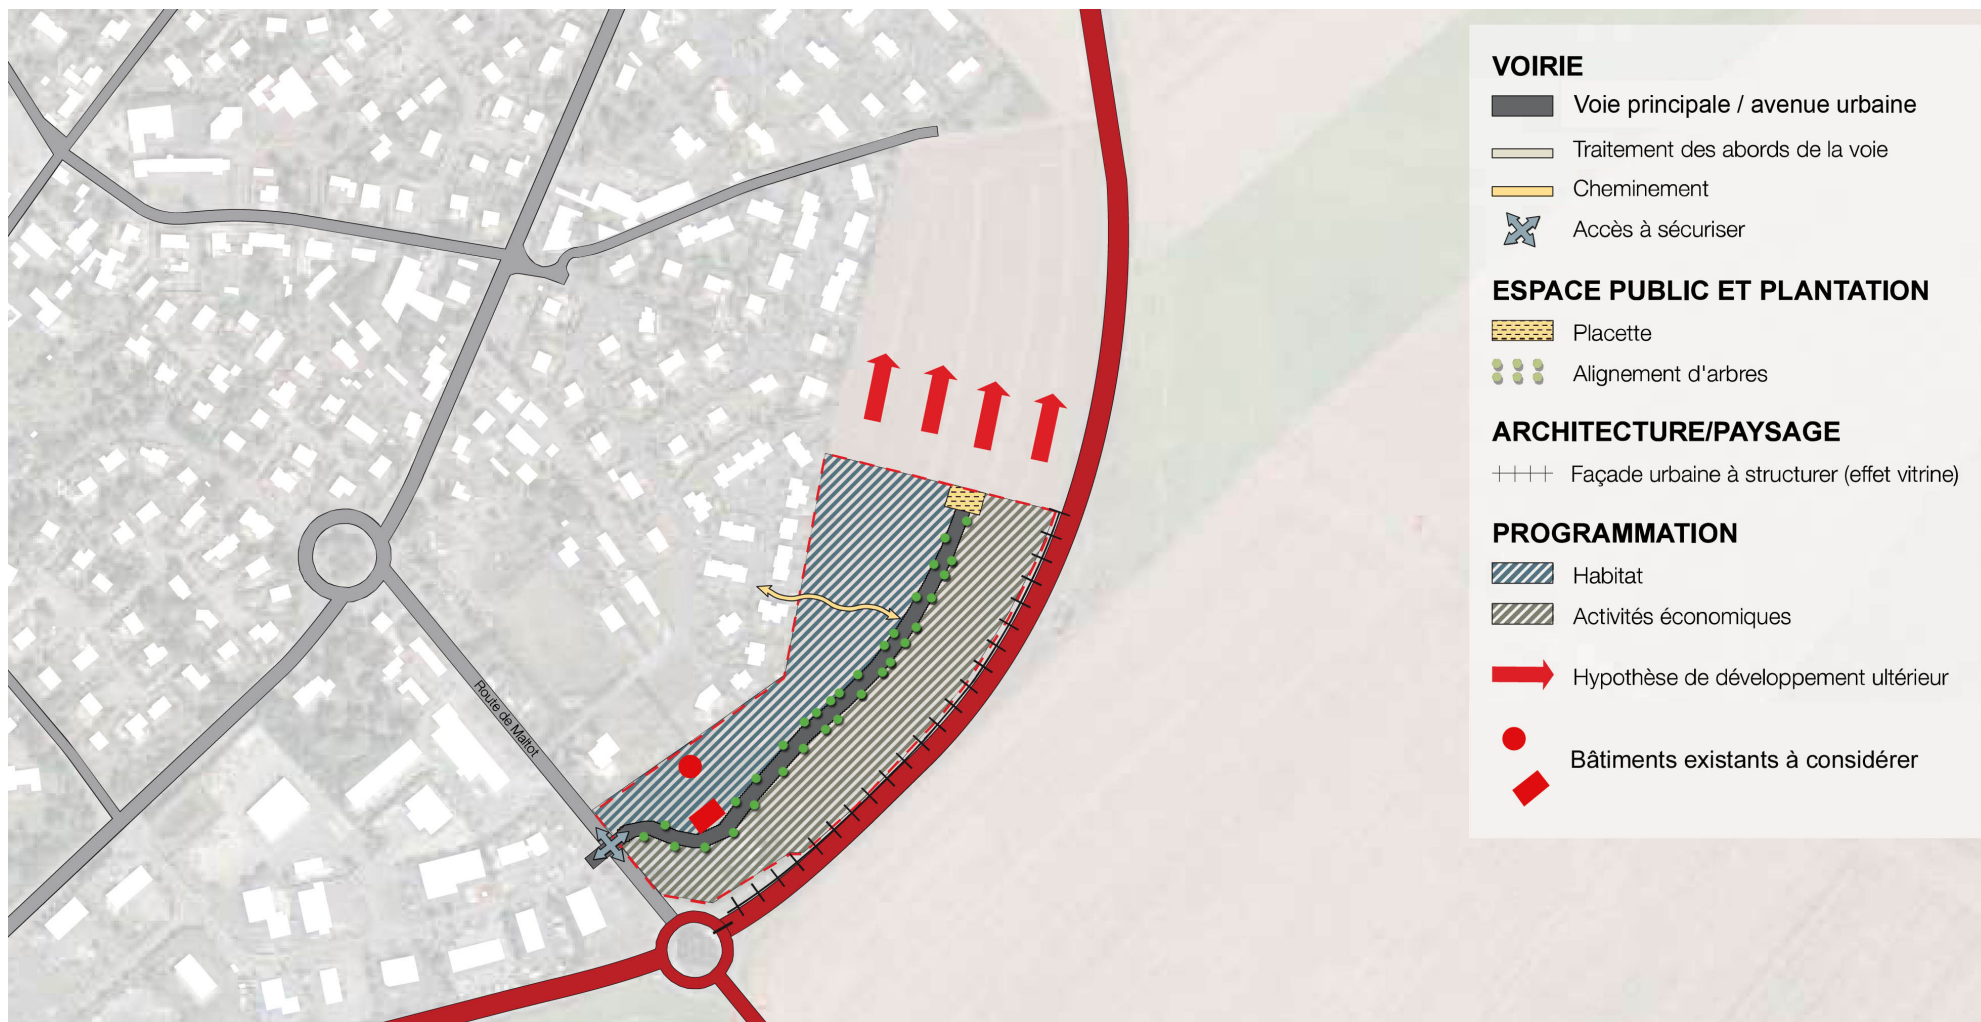 VOIRIE
Voie principale / avenue urbaine
Traitement des abords de la voie
Cheminement
Accès à sécuriser
ESPACE PUBLIC ET PLANTATION
Placette
Alignement d'arbres
ARCHITECTURE/PAYSAGE
Façade urbaine à structurer (effet vitrine)
PROGRAMMATION
Habitat
Activités économiques
Hypothèse de développement ultérieur
Bâtiments existants à considérer
Route de Maltot